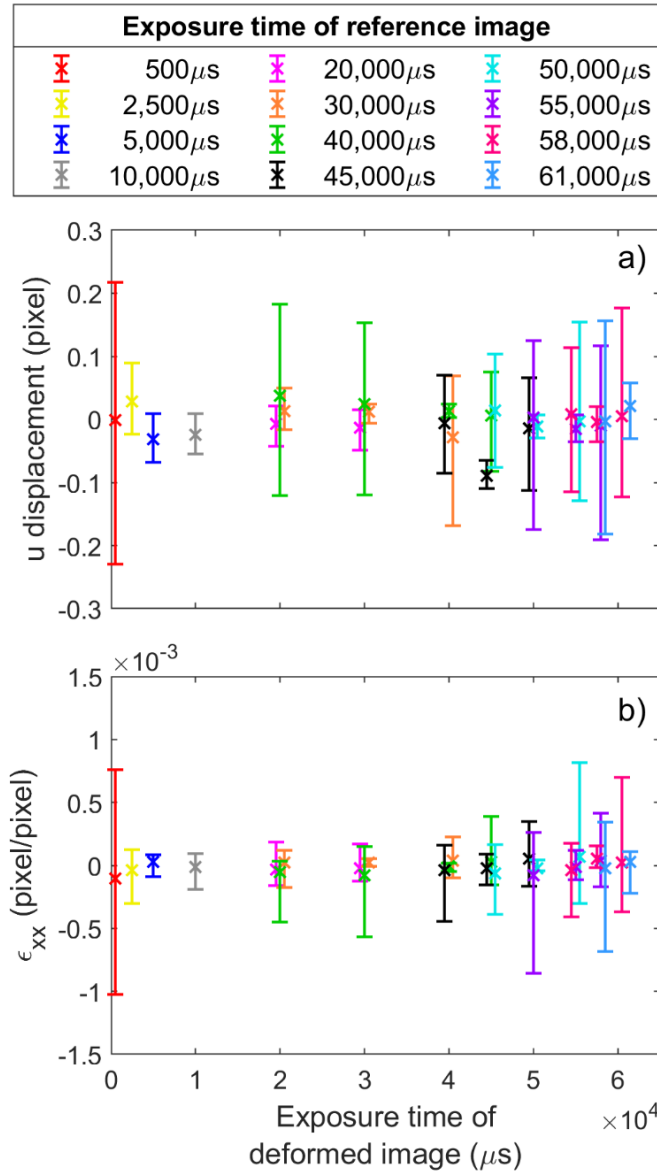 Exposure time of reference image
500μs 20,000μs 50,000μs
2,500μs 30,000μs 55,000μs
5,000μs 40,000μs 58,000μs
10,000μs 45,000μs 61,000μs
a)
0.3
0.2
0.1
0
-0.1
-0.2
-0.3
u displacement (pixel)
×10⁻³
b)
1.5
1
0.5
0
-0.5
-1
-1.5
ϵxx (pixel/pixel)
0 1 2 3 4 5 6
×10⁴
Exposure time of
deformed image (μs)